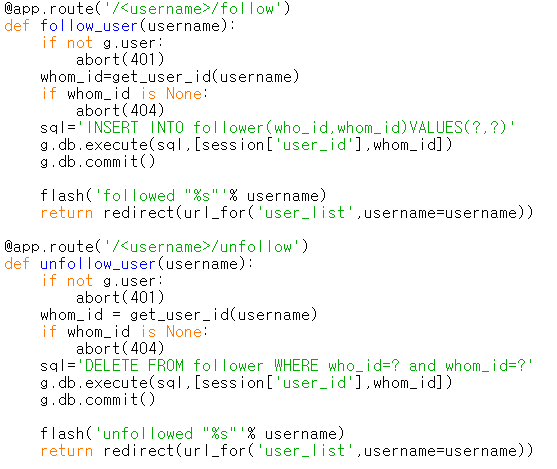 @app.route('/<username>/follow')
def follow_user(username):
    if not g.user:
        abort(401)
    whom_id=get_user_id(username)
    if whom_id is None:
        abort(404)
    sql='INSERT INTO follower(who_id,whom_id)VALUES(?,?)'
    g.db.execute(sql,[session['user_id'],whom_id])
    g.db.commit()

    flash('followed "%s"'% username)
    return redirect(url_for('user_list',username=username))

@app.route('/<username>/unfollow')
def unfollow_user(username):
    if not g.user:
        abort(401)
    whom_id = get_user_id(username)
    if whom_id is None:
        abort(404)
    sql='DELETE FROM follower WHERE who_id=? and whom_id=?'
    g.db.execute(sql,[session['user_id'],whom_id])
    g.db.commit()

    flash('unfollowed "%s"'% username)
    return redirect(url_for('user_list',username=username))